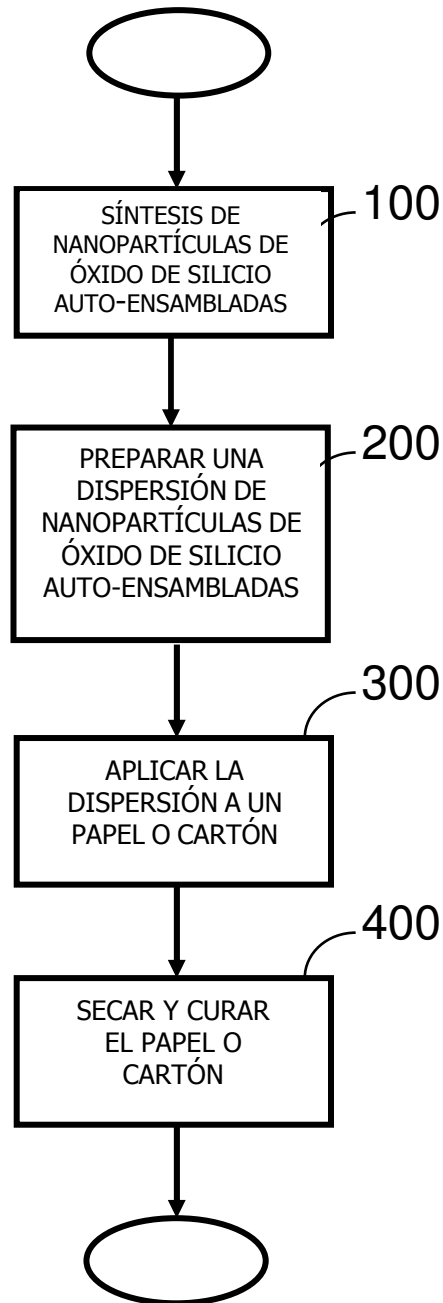 100
SÍNTESIS DE
NANOPARTÍCULAS DE
ÓXIDO DE SILICIO
AUTO-ENSAMBLADAS
200
PREPARAR UNA
DISPERSIÓN DE
NANOPARTÍCULAS DE
ÓXIDO DE SILICIO
AUTO-ENSAMBLADAS
300
APLICAR LA
DISPERSIÓN A UN
PAPEL O CARTÓN
400
SECAR Y CURAR
EL PAPEL O
CARTÓN